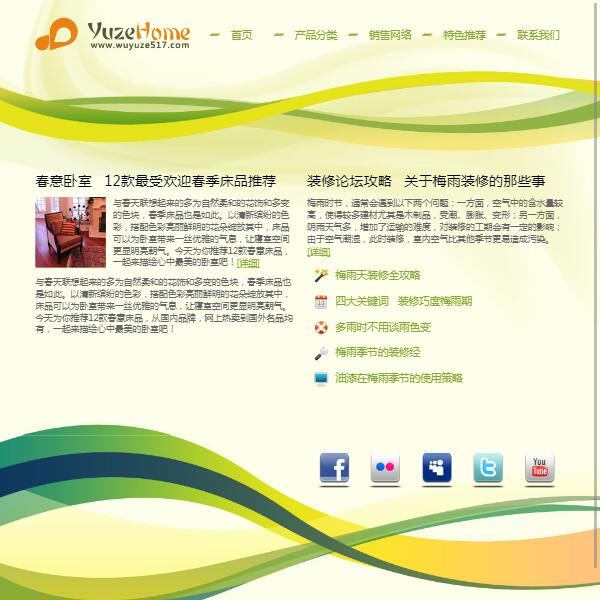 YuzeHome
www.wuyuze517.com
首页
产品分类
销售网络
特色推荐
联系我们
春意卧室 12款最受欢迎春季床品推荐
与春天联想起来的多为自然柔和的花饰和多变
的色块，春季床品也是如此。以清新缤纷的色
彩，搭配色彩亮丽鲜明的花朵绽放其中，床品
可以为卧室带来一丝优雅的气息，让寝室空间
更显明亮朝气。今天为你推荐12款春意床品，
一起来描绘心中最美的卧室吧！[详细]
与春天联想起来的多为自然柔和的花饰和多变的色块，春季床品也
是如此。以清新缤纷的色彩，搭配色彩亮丽鲜明的花朵绽放其中，
床品可以为卧室带来一丝优雅的气息，让寝室空间更显明亮朝气。
今天为你推荐12款春意床品，从国内品牌，网上热卖到国外名品均
有，一起来描绘心中最美的卧室吧！
装修论坛攻略 关于梅雨装修的那些事
梅雨时节，通常会遇到以下两个问题：一方面，空气中的含水量较
高，使得较多建材尤其是木制品，受潮、膨胀、变形；另一方面，
阴雨天气多，增加了运输的难度，对装修的工期会有一定的影响；
由于空气潮湿，此时装修，室内空气比其他季节更易造成污染。
[详细]
梅雨天装修全攻略
四大关键词 装修巧度梅雨期
多雨时不用谈雨色变
梅雨季节的装修经
油漆在梅雨季节的使用策略
You
Tube